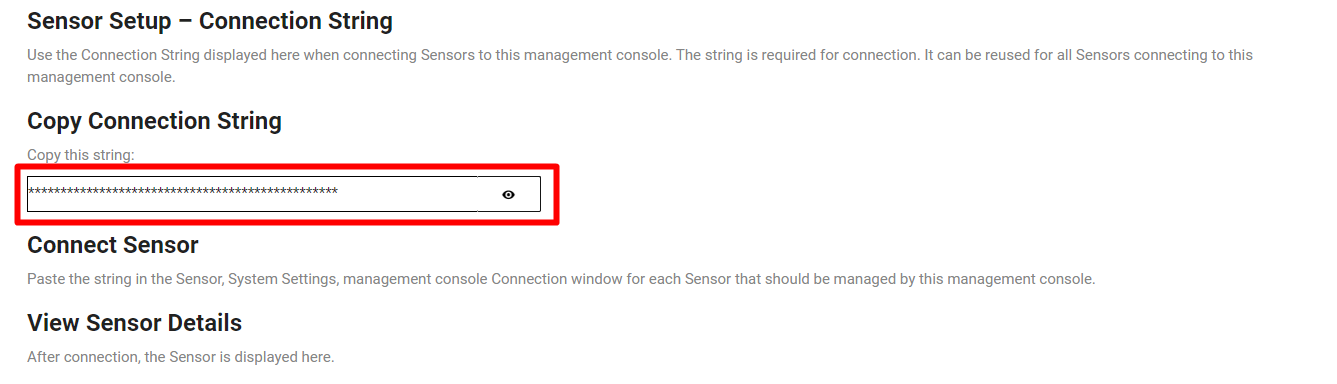 Sensor Setup – Connection String
Use the Connection String displayed here when connecting Sensors to this management console. The string is required for connection. It can be reused for all Sensors connecting to this
management console.
Copy Connection String
Copy this string:
************************************************
Connect Sensor
Paste the string in the Sensor, System Settings, management console Connection window for each Sensor that should be managed by this management console.
View Sensor Details
After connection, the Sensor is displayed here.